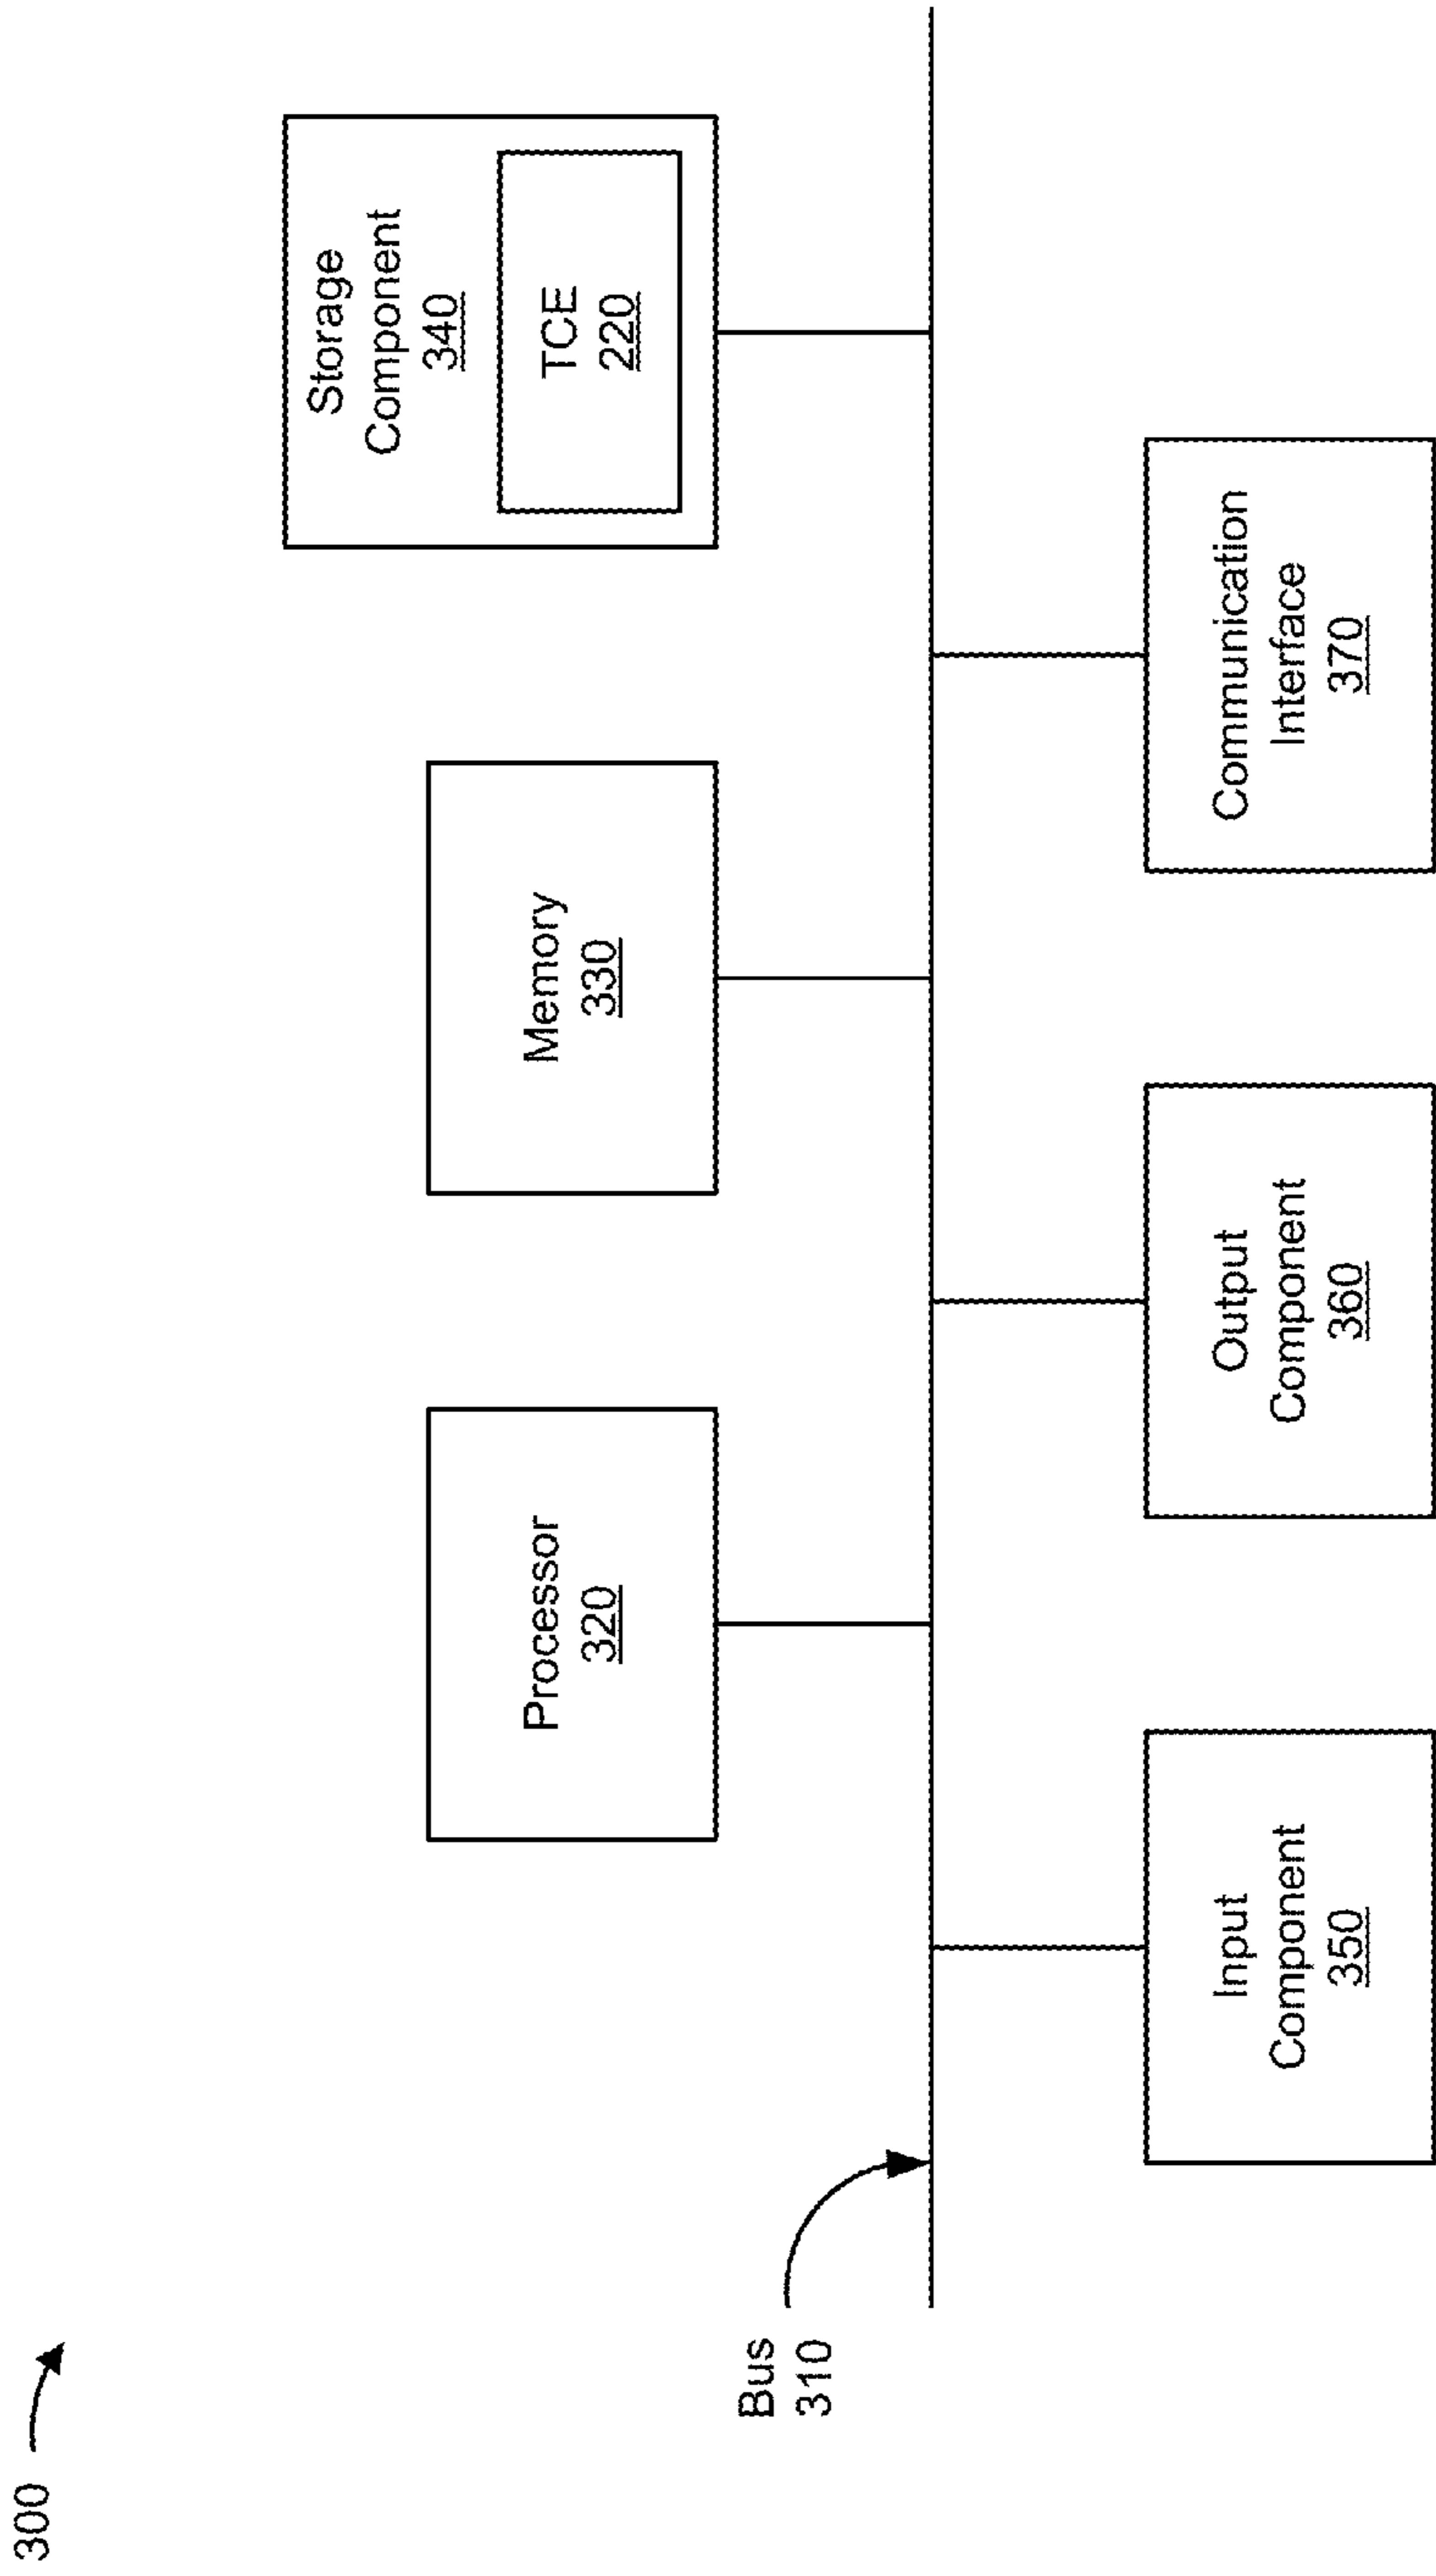 300
Bus
310
Processor
320
Memory
330
Storage
Component
340
TCE
220
Input
Component
350
Output
Component
360
Communication
Interface
370